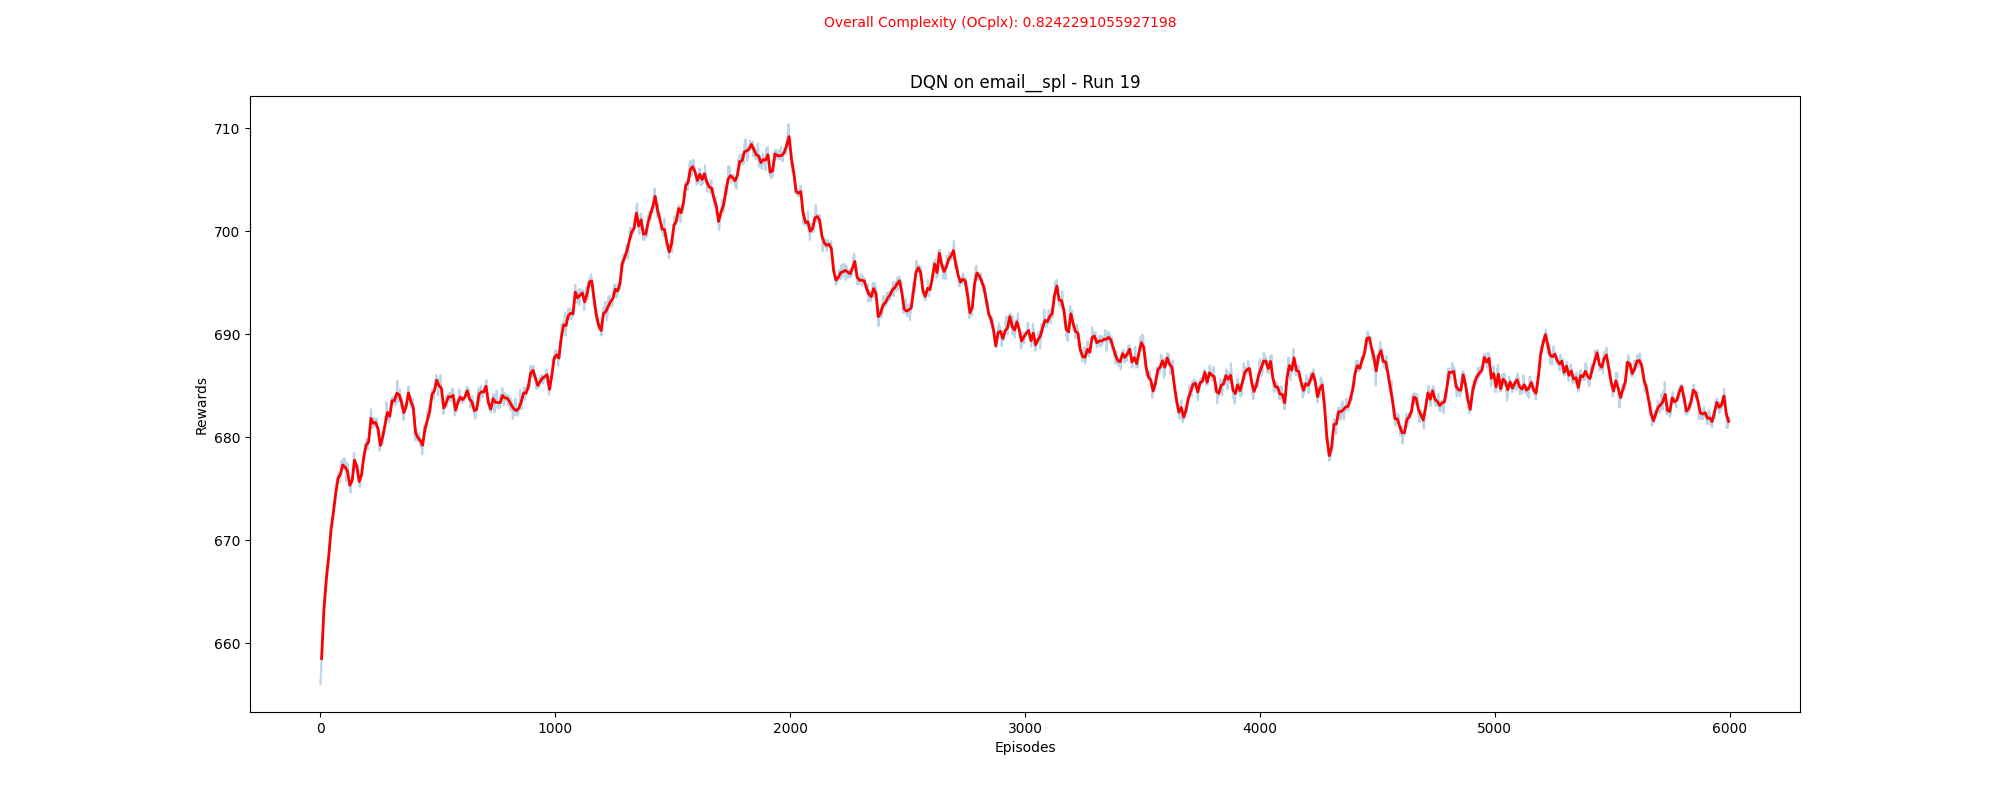 Overall Complexity (OCplx): 0.8242291055927198
DQN on email__spl - Run 19
710
700
690
680
670
660
Rewards
0 1000 2000 3000 4000 5000 6000
Episodes